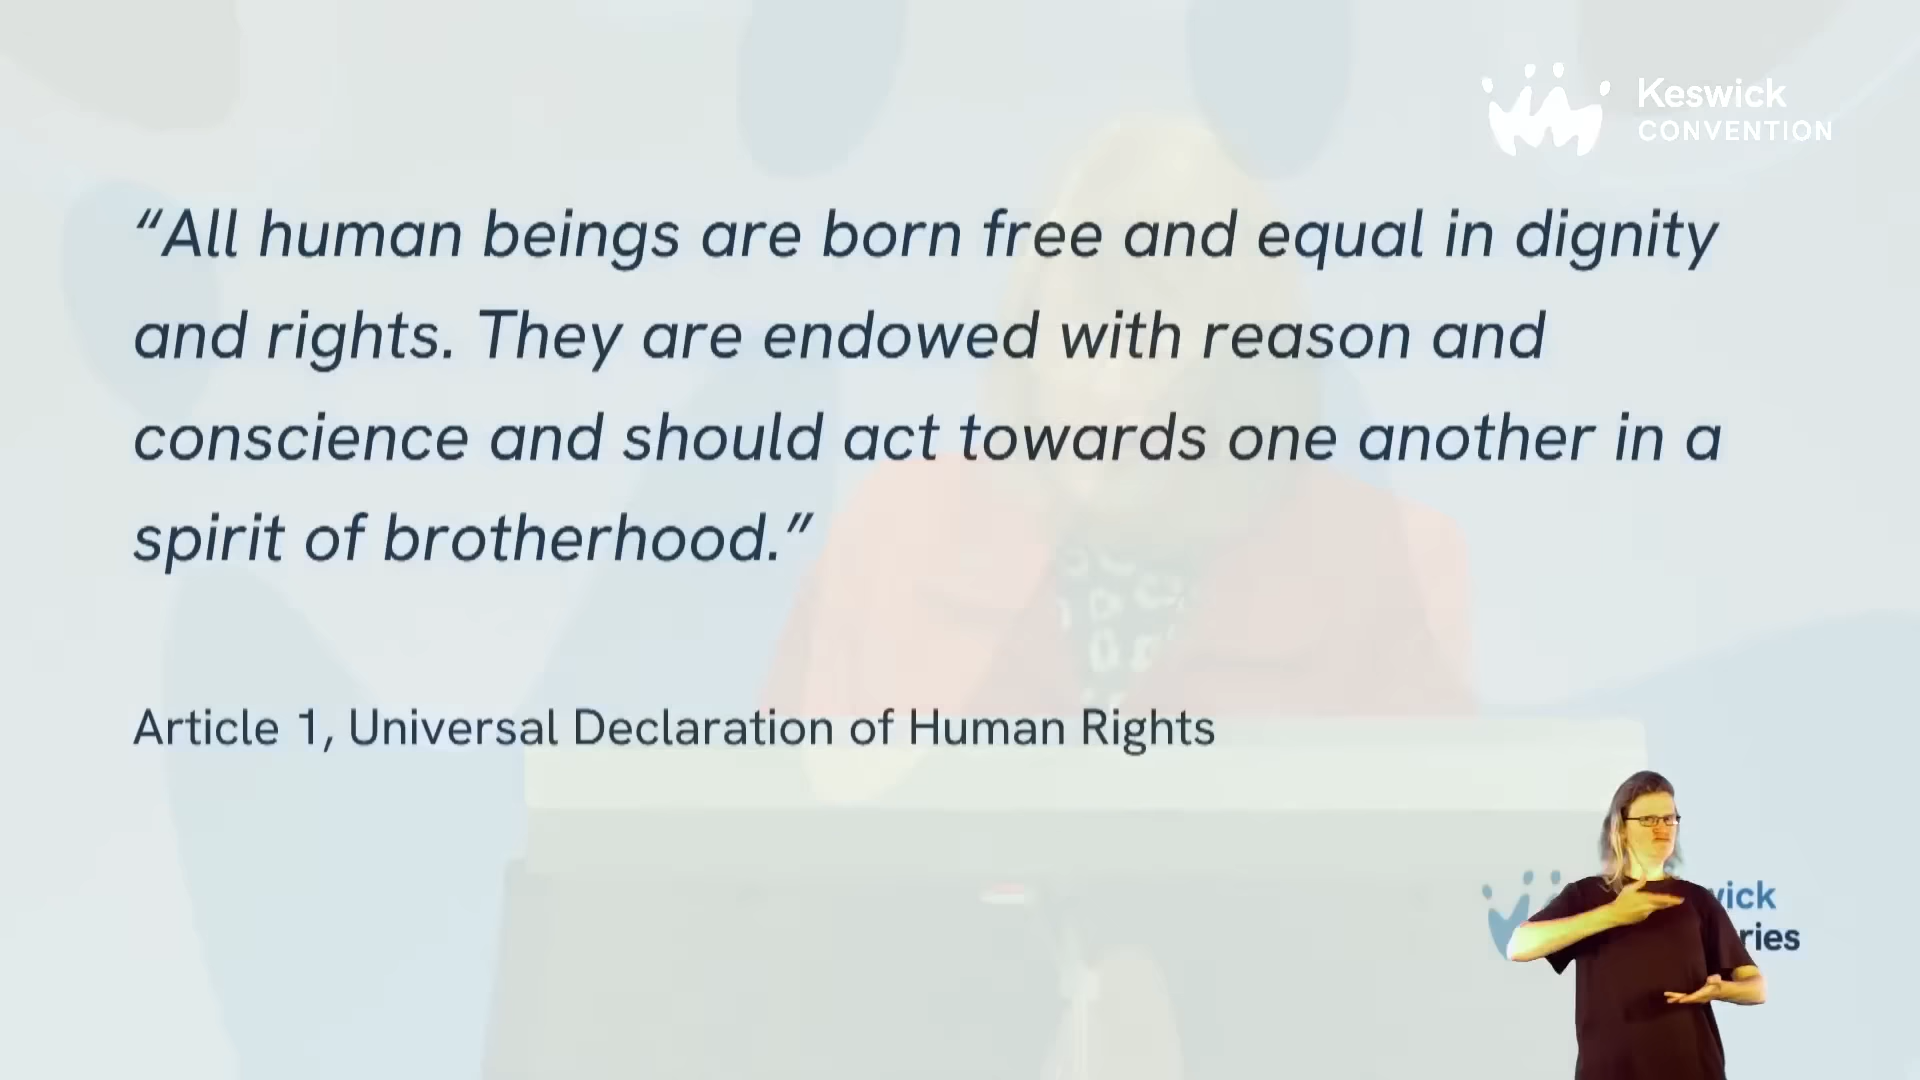 Keswick
CONVENTION
“All human beings are born free and equal in dignity
and rights. They are endowed with reason and
conscience and should act towards one another in a
spirit of brotherhood.”
Article 1, Universal Declaration of Human Rights